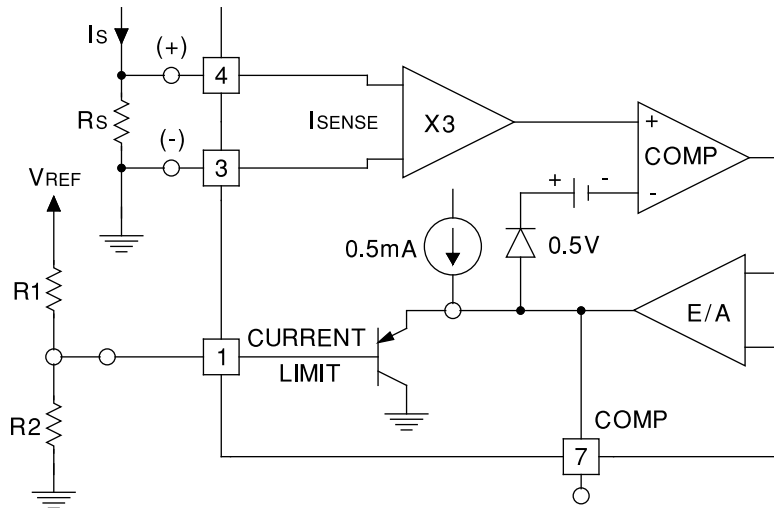 IS
(+)
4
RS
ISENSE
X3
+
COMP
(-)
3
-
VREF
+ -
0.5mA
0.5V
R1
E/A
1
CURRENT
LIMIT
R2
COMP
7